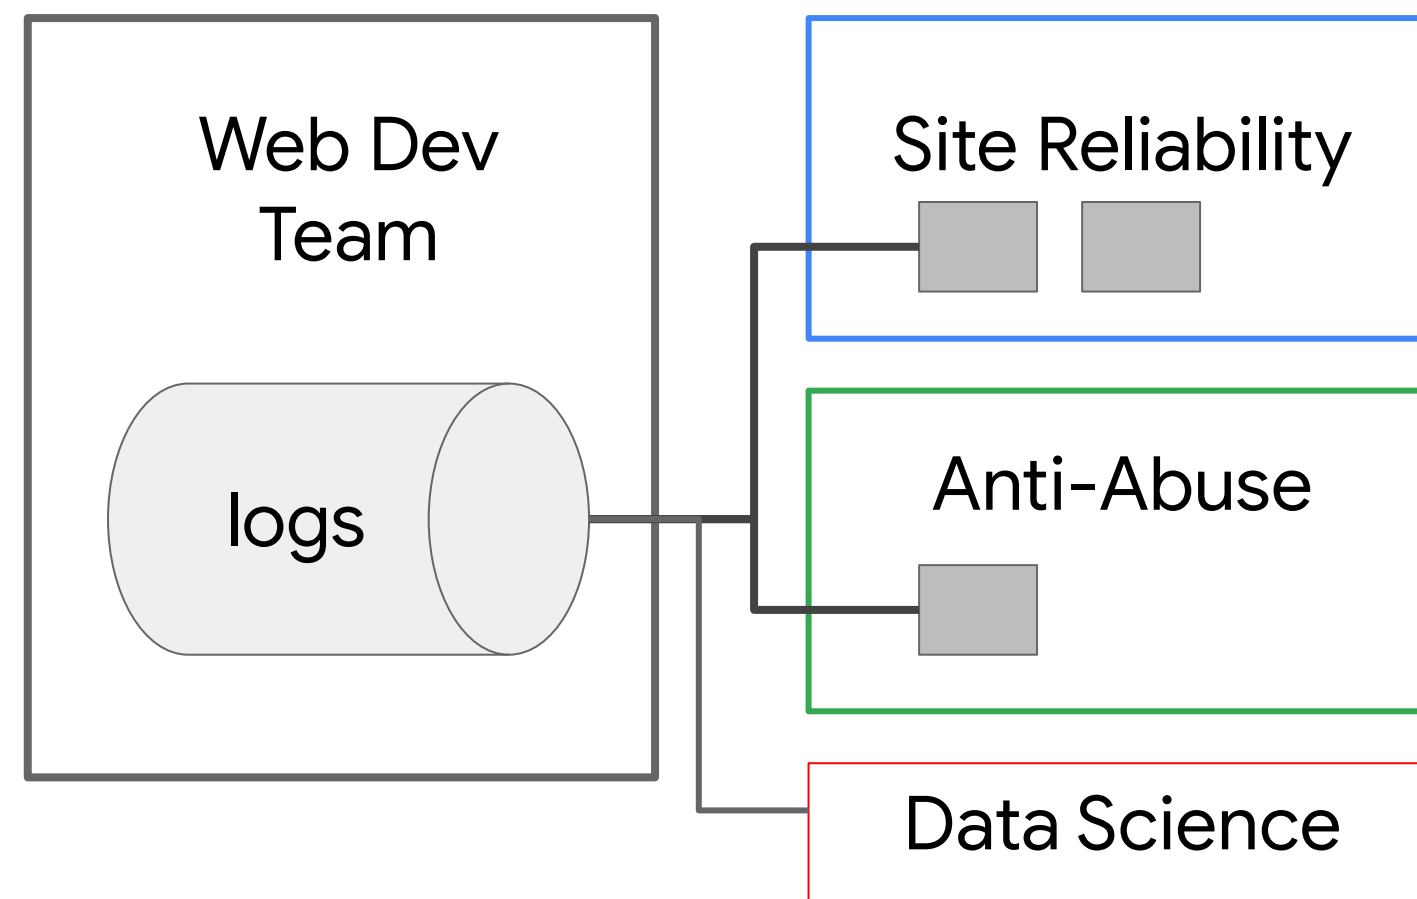 Web Dev
Team
logs
Site Reliability
Anti-Abuse
Data Science